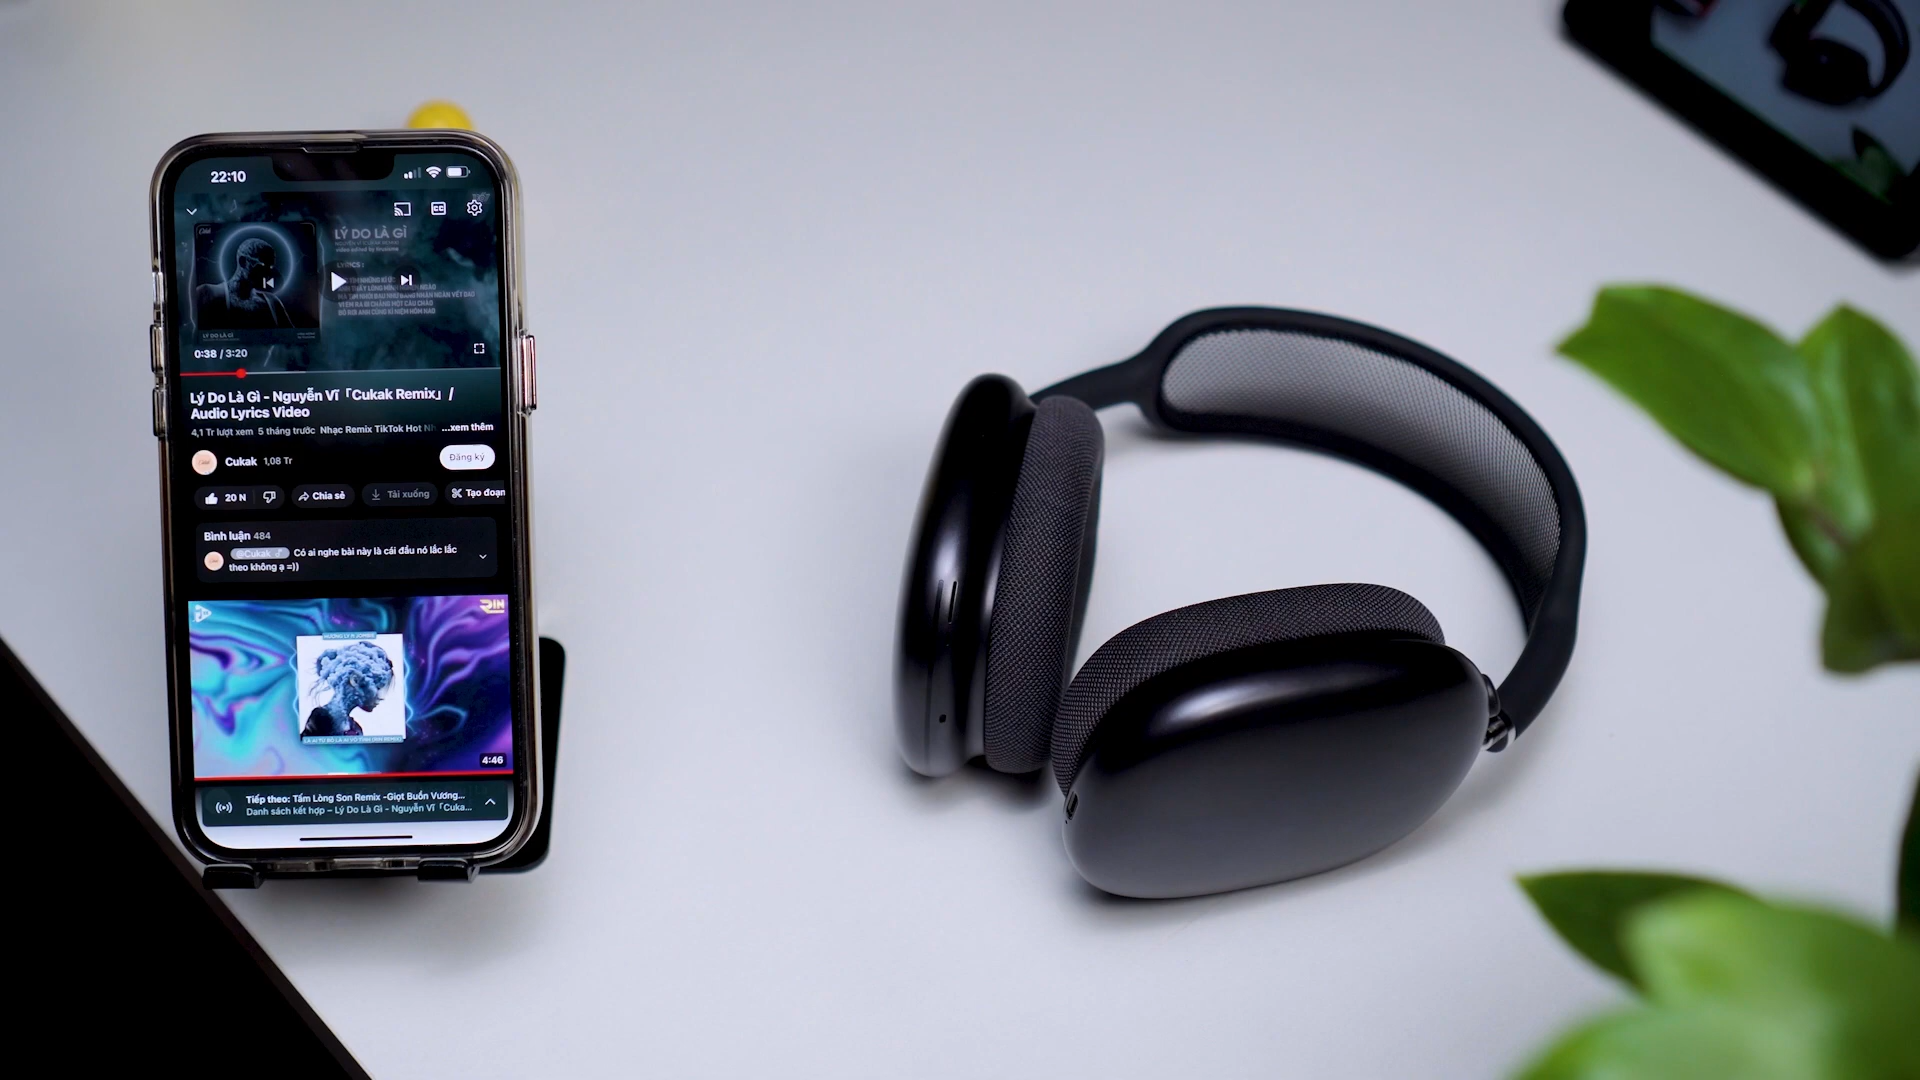 22:10
LÝ DO LÀ GÌ
LYRICS :
0:38 / 3:20
Lý Do Là Gì - Nguyễn Vĩ「Cukak Remix」/
Audio Lyrics Video
4,1 Tr lượt xem 5 tháng trước Nhạc Remix TikTok Hot Nh ...xem thêm
Cukak 1,08 Tr
Đăng ký
20 N
Chia sẻ
Tải xuống
Tạo đoạn
Bình luận 484
@Cukak Có ai nghe bài này là cái đầu nó lắc lắc
theo không ạ =))
RIN
4:46
Tiếp theo: Tấm Lòng Son Remix -Giọt Buồn Vương...
Danh sách kết hợp – Lý Do Là Gì - Nguyễn Vĩ「Cuka...